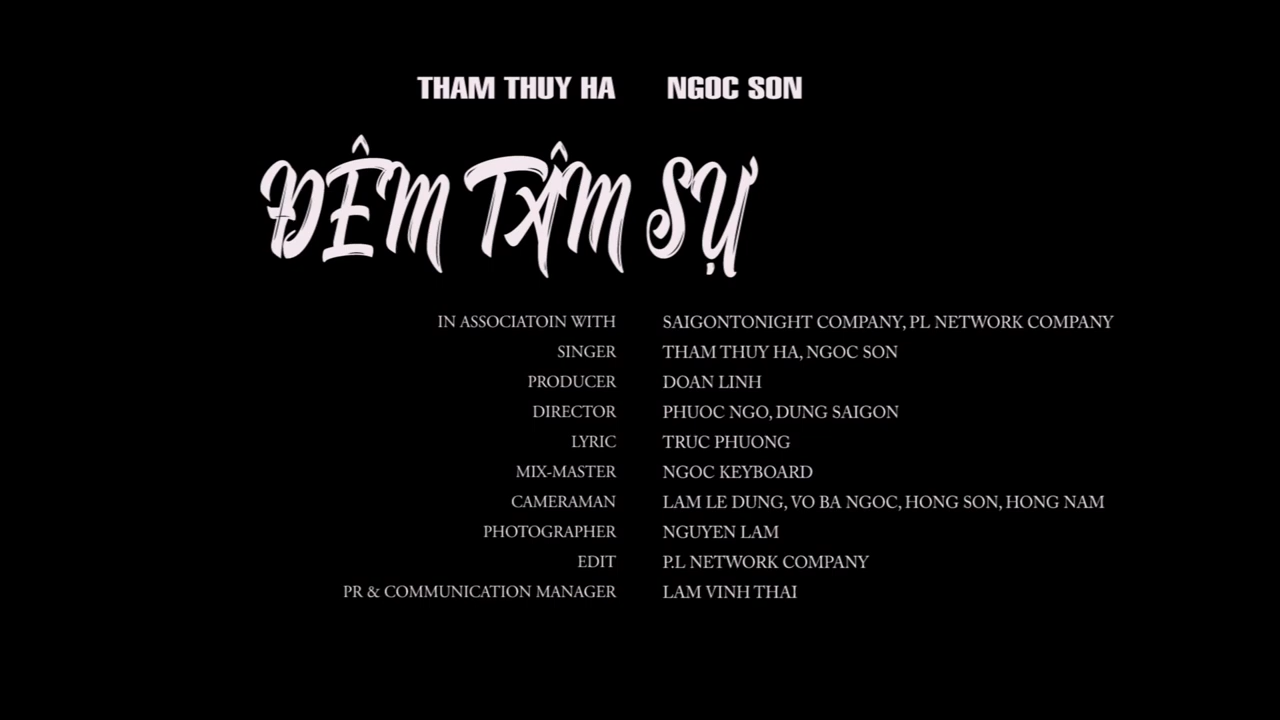 THAM THUY HA NGOC SON
ĐÊM TÂM SỰ
IN ASSOCIATOIN WITH SAIGONTONIGHT COMPANY, PL NETWORK COMPANY
SINGER THAM THUY HA, NGOC SON
PRODUCER DOAN LINH
DIRECTOR PHUOC NGO, DUNG SAIGON
LYRIC TRUC PHUONG
MIX-MASTER NGOC KEYBOARD
CAMERAMAN LAM LE DUNG, VO BA NGOC, HONG SON, HONG NAM
PHOTOGRAPHER NGUYEN LAM
EDIT P.L NETWORK COMPANY
PR & COMMUNICATION MANAGER LAM VINH THAI